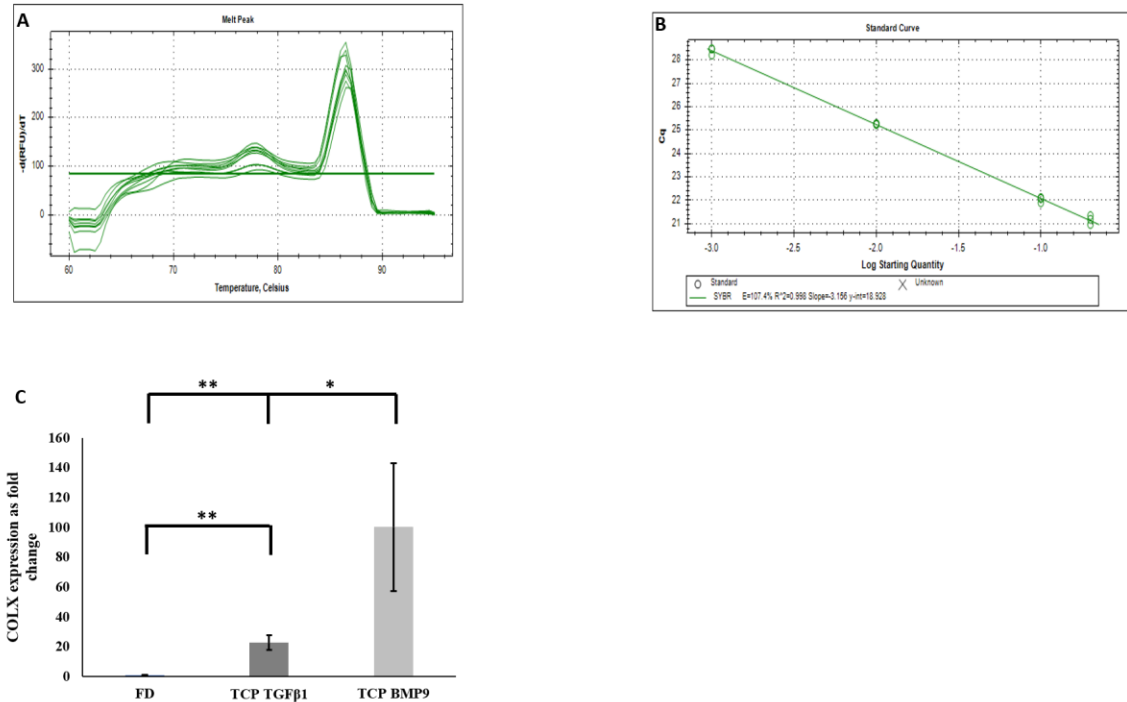 A
Melt Peak
300
200
100
0
-d(RFU)/dT
60 70 80 90
Temperature, Celsius
B
Standard Curve
28
27
26
25
24
23
22
21
Cq
-3.0 -2.5 -2.0 -1.5 -1.0
Log Starting Quantity
Standard Unknown
SYBR E=107.4% R^2=0.998 Slope=-3.156 y-int=18.928
C
** *
**
160
140
120
100
80
60
40
20
0
COLX expression as fold
change
FD TCP TGFβ1 TCP BMP9